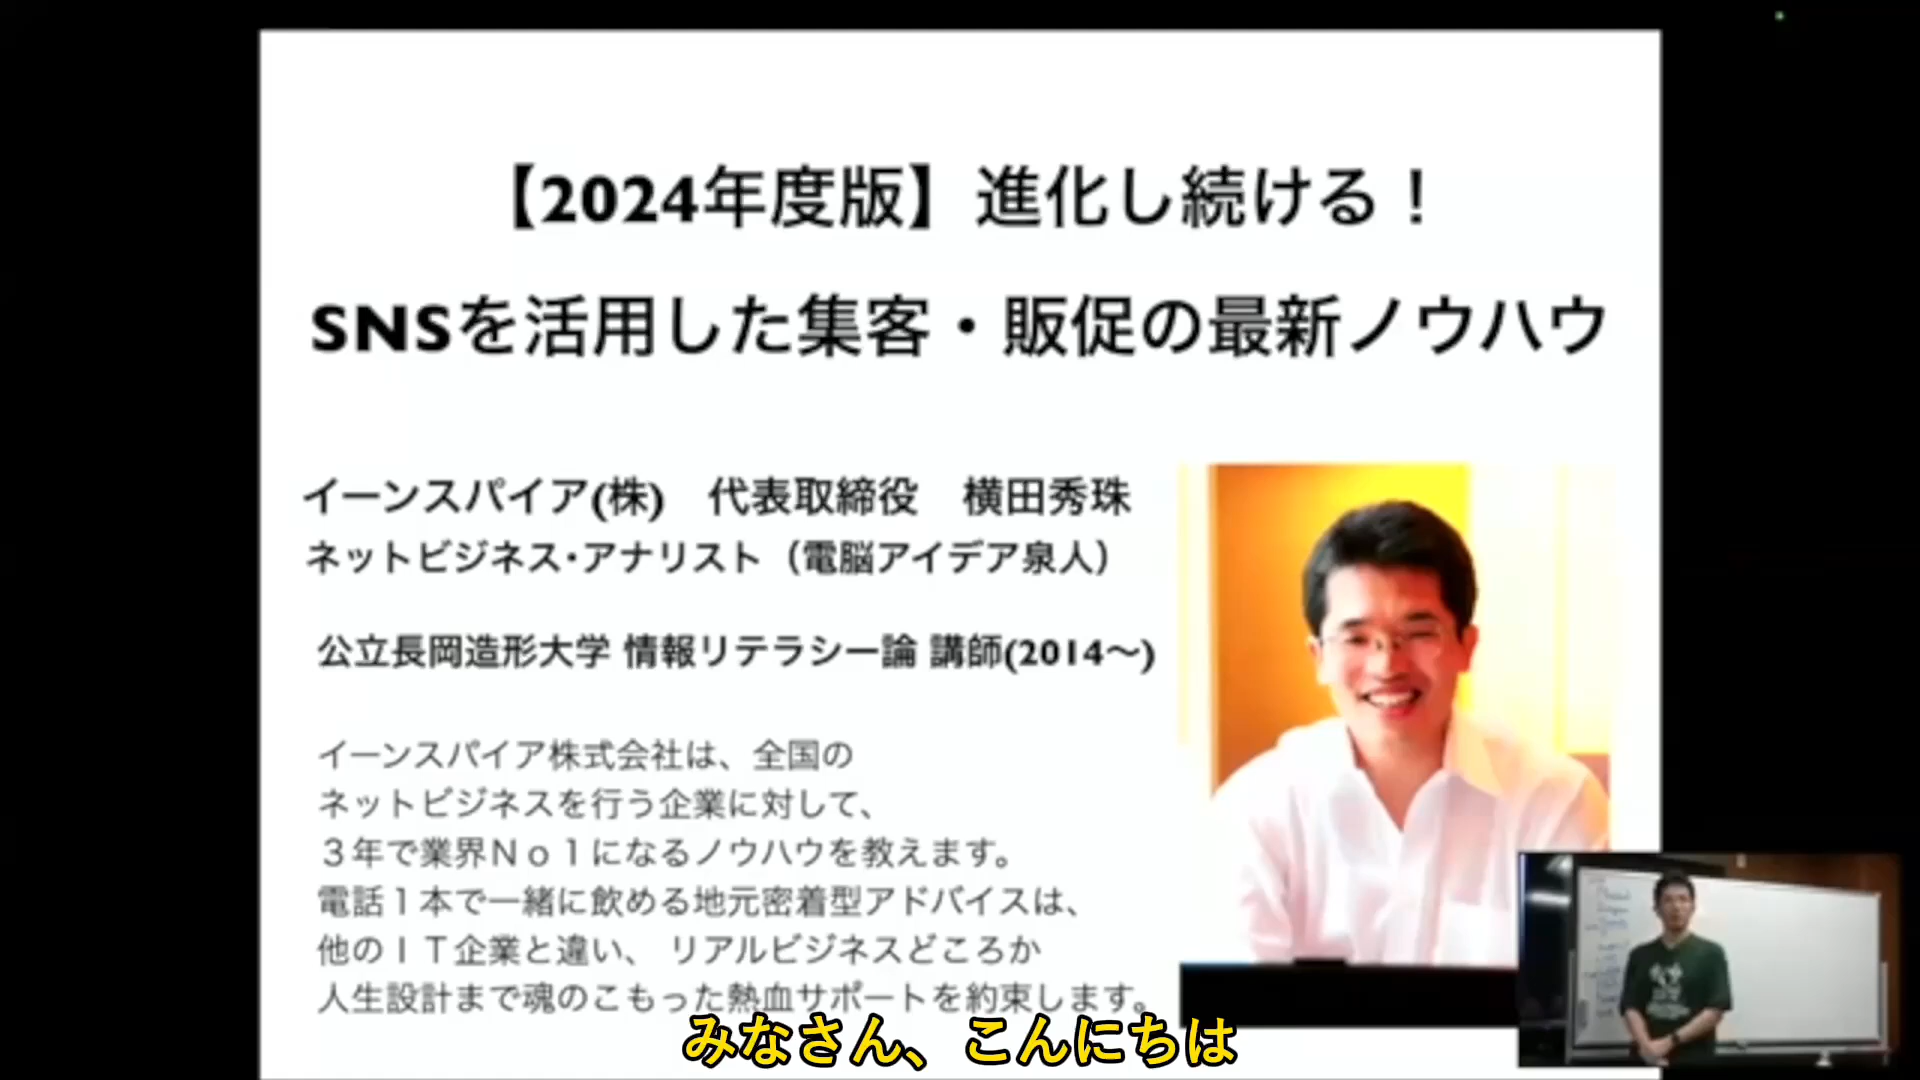 【2024年度版】進化し続ける！
SNSを活用した集客・販促の最新ノウハウ
イーンスパイア(株)　代表取締役　横田秀珠
ネットビジネス・アナリスト（電脳アイデア泉人）
公立長岡造形大学 情報リテラシー論 講師(2014〜)
イーンスパイア株式会社は、全国の
ネットビジネスを行う企業に対して、
３年で業界Ｎｏ１になるノウハウを教えます。
電話１本で一緒に飲める地元密着型アドバイスは、
他のＩＴ企業と違い、 リアルビジネスどころか
人生設計まで魂のこもった熱血サポートを約束します。
みなさん、こんにちは